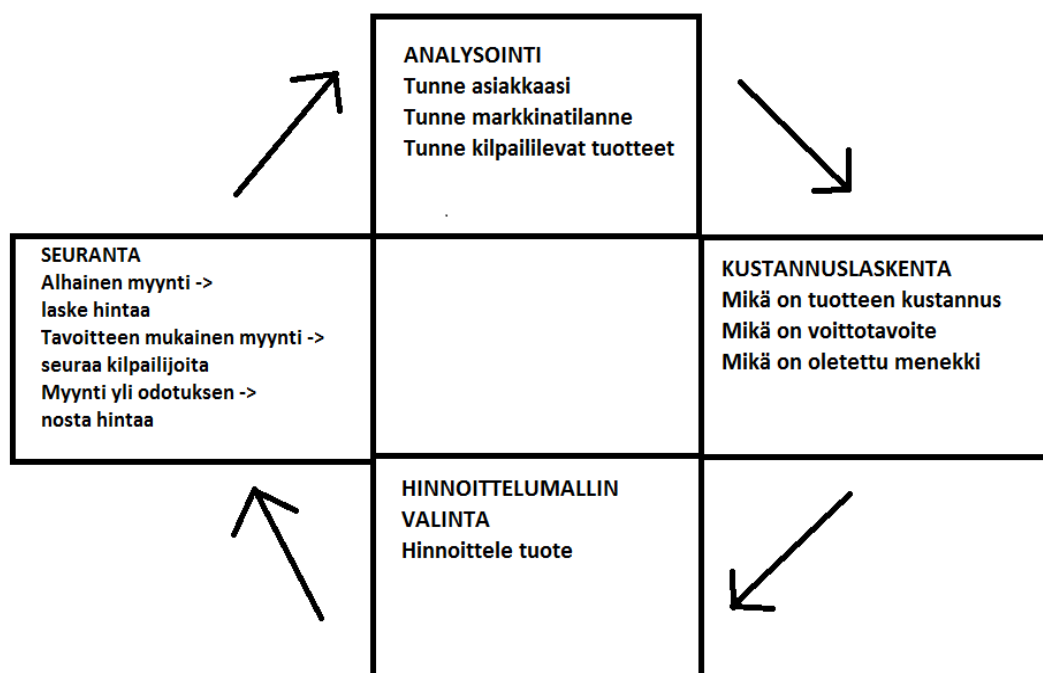 ANALYSOINTI
Tunne asiakkaasi
Tunne markkinatilanne
Tunne kilpaililevat tuotteet
SEURANTA
Alhainen myynti ->
laske hintaa
Tavoitteen mukainen myynti ->
seuraa kilpailijoita
Myynti yli odotuksen ->
nosta hintaa
KUSTANNUSLASKENTA
Mikä on tuotteen kustannus
Mikä on voittotavoite
Mikä on oletettu menekki
HINNOITTELUMALLIN
VALINTA
Hinnoittele tuote